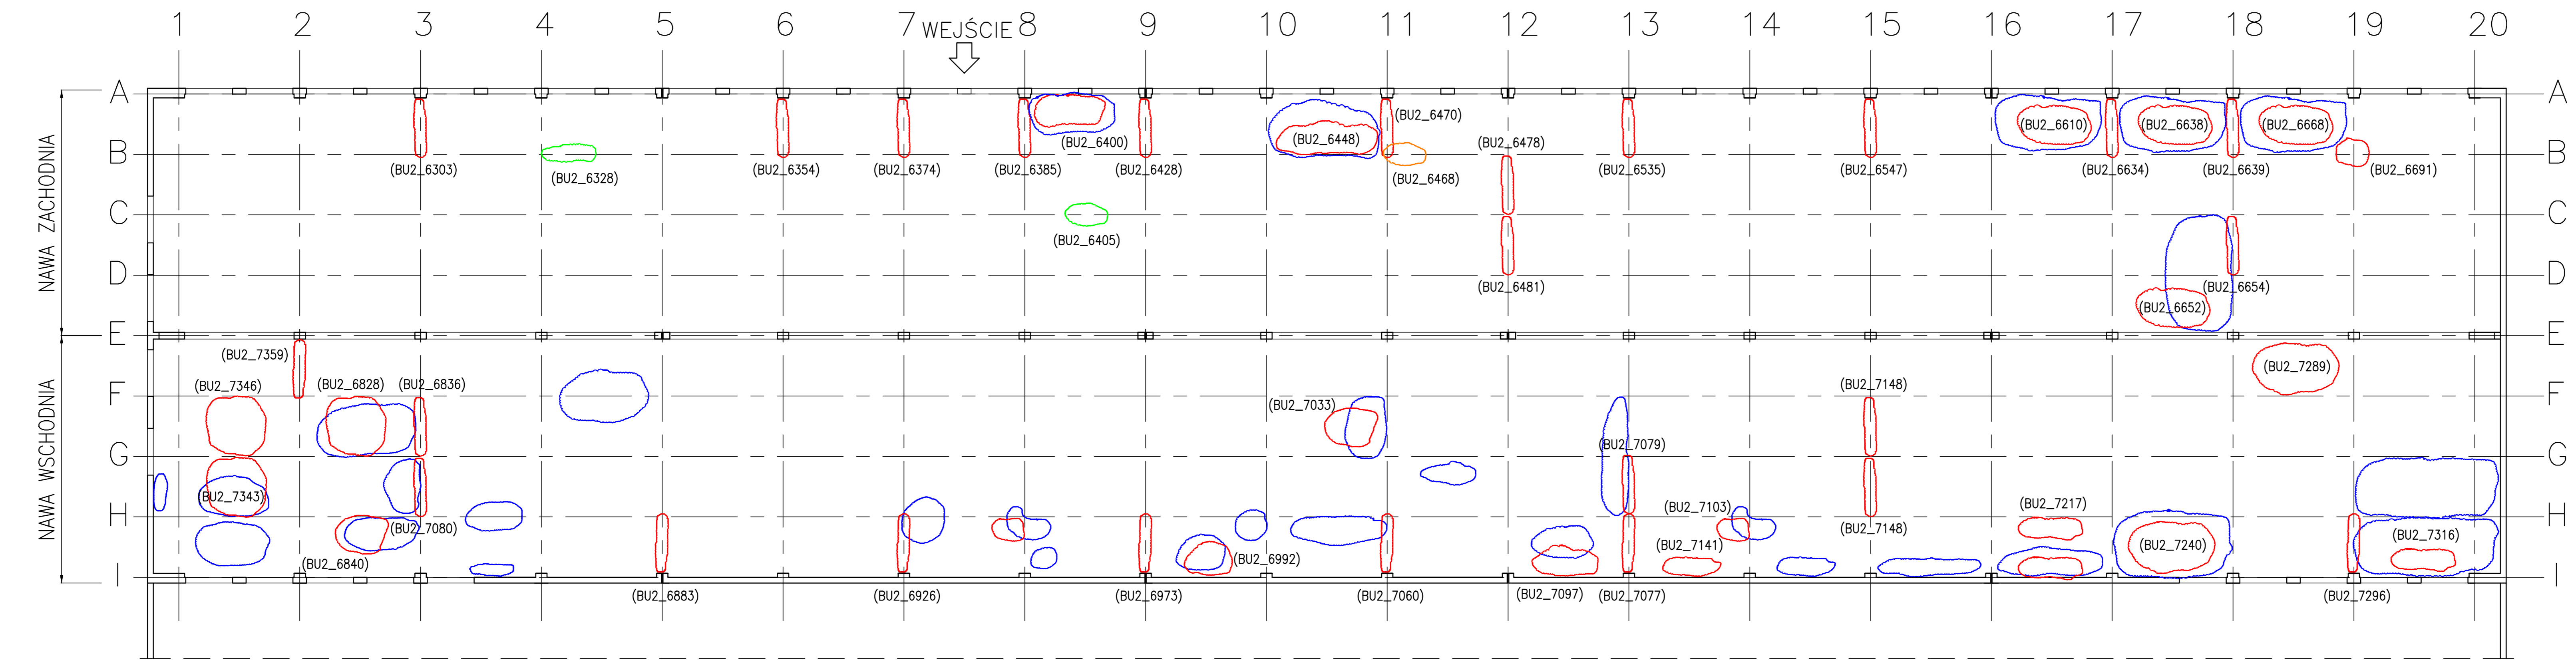 1 2 3 4 5 6 7 WEJŚCIE 8 9 10 11 12 13 14 15 16 17 18 19 20
A A
(BU2_6470)
(BU2_6610) (BU2_6638) (BU2_6668)
(BU2_6400) (BU2_6448) (BU2_6478)
B B
(BU2_6303) (BU2_6328) (BU2_6354) (BU2_6374) (BU2_6385) (BU2_6428) (BU2_6468) (BU2_6535) (BU2_6547) (BU2_6634) (BU2_6639) (BU2_6691)
NAWA ZACHODNIA
C C
(BU2_6405)
D D
(BU2_6481) (BU2_6654)
(BU2_6652)
E E
(BU2_7359)
(BU2_7289)
(BU2_7346) (BU2_6828) (BU2_6836) (BU2_7148)
F F
(BU2_7033)
(BU2_7079)
NAWA WSCHODNIA
G G
(BU2_7343)
(BU2_7103) (BU2_7217)
H H
(BU2_7080) (BU2_7148)
(BU2_7141) (BU2_7240) (BU2_7316)
(BU2_6840) (BU2_6992)
I I
(BU2_6883) (BU2_6926) (BU2_6973) (BU2_7060) (BU2_7097) (BU2_7077) (BU2_7296)